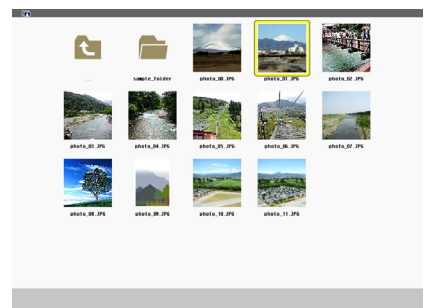 ..
sample_folder
photo_00.JPG
photo_01.JPG
photo_02.JPG
photo_03.JPG
photo_04.JPG
photo_05.JPG
photo_06.JPG
photo_07.JPG
photo_08.JPG
photo_09.JPG
photo_10.JPG
photo_11.JPG